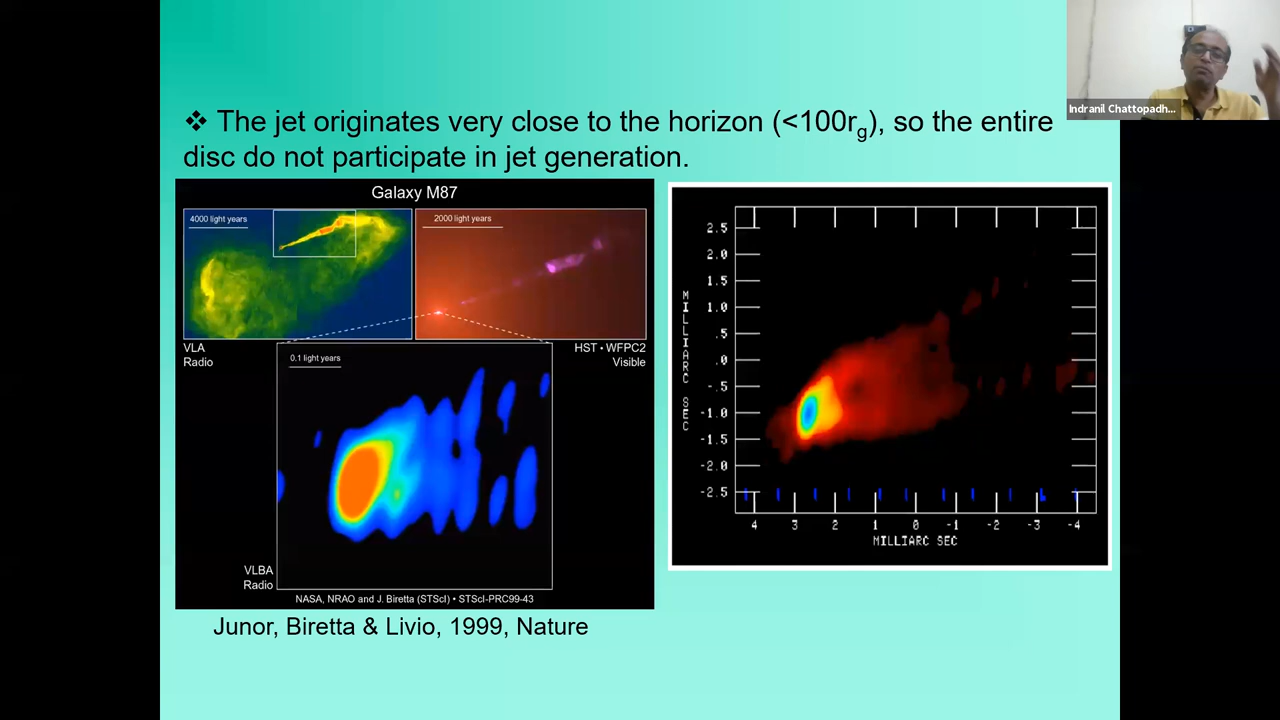 ❖ The jet originates very close to the horizon (<100rg), so the entire
disc do not participate in jet generation.
Indranil Chattopadh...
Galaxy M87
4000 light years
2000 light years
VLA
Radio
HST • WFPC2
Visible
0.1 light years
VLBA
Radio
NASA, NRAO and J. Biretta (STScI) • STScI-PRC99-43
Junor, Biretta & Livio, 1999, Nature
MILLIARC SEC
2.5
2.0
1.5
1.0
.5
.0
-.5
-1.0
-1.5
-2.0
-2.5
4 3 2 1 0 -1 -2 -3 -4
MILLIARC SEC